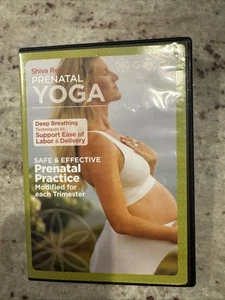 Shiva
PRENATAL
YOGA
Deep Breathing
Techniques to
Support Ease of
Labor & Delivery
SAFE & EFFECTIVE
Prenatal
Practice
Modified for
each Trimester